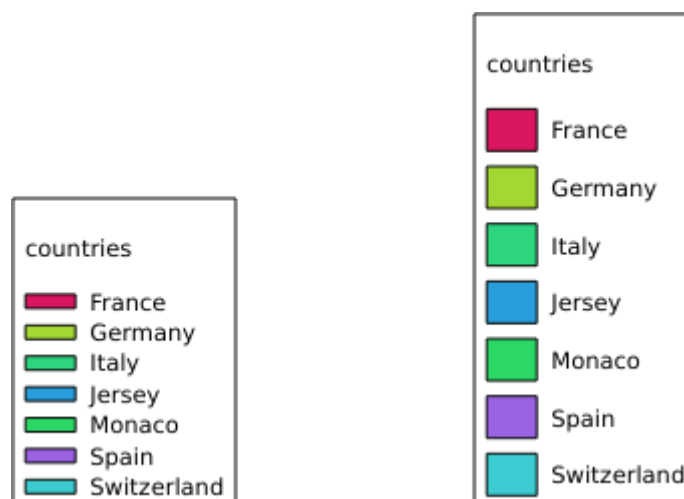 countries
France
Germany
Italy
Jersey
Monaco
Spain
Switzerland
countries
France
Germany
Italy
Jersey
Monaco
Spain
Switzerland